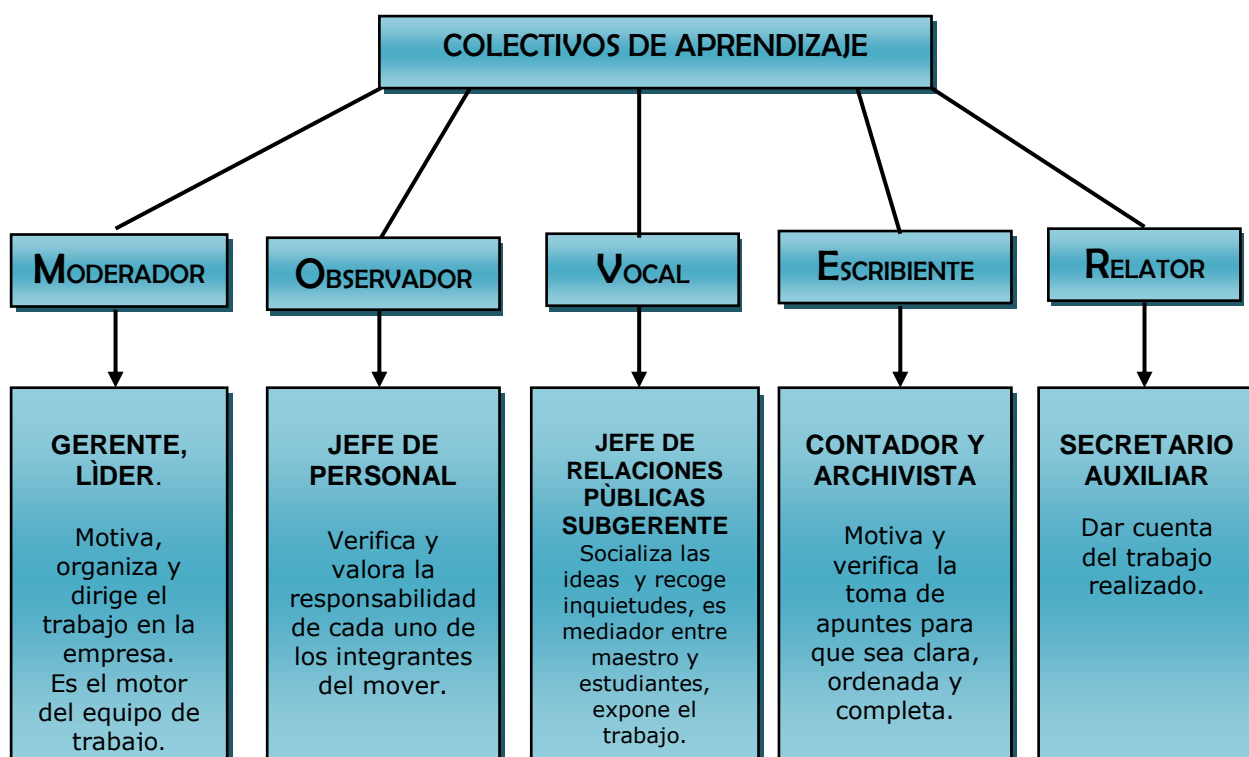 COLECTIVOS DE APRENDIZAJE
MODERADOR
OBSERVADOR
VOCAL
ESCRIBIENTE
RELATOR
GERENTE,
LÌDER.
Motiva,
organiza y
dirige el
trabajo en la
empresa.
Es el motor
del equipo de
trabajo.
JEFE DE
PERSONAL
Verifica y
valora la
responsabilidad
de cada uno de
los integrantes
del mover.
JEFE DE
RELACIONES
PÙBLICAS
SUBGERENTE
Socializa las
ideas y recoge
inquietudes, es
mediador entre
maestro y
estudiantes,
expone el
trabajo.
CONTADOR Y
ARCHIVISTA
Motiva y
verifica la
toma de
apuntes para
que sea clara,
ordenada y
completa.
SECRETARIO
AUXILIAR
Dar cuenta
del trabajo
realizado.